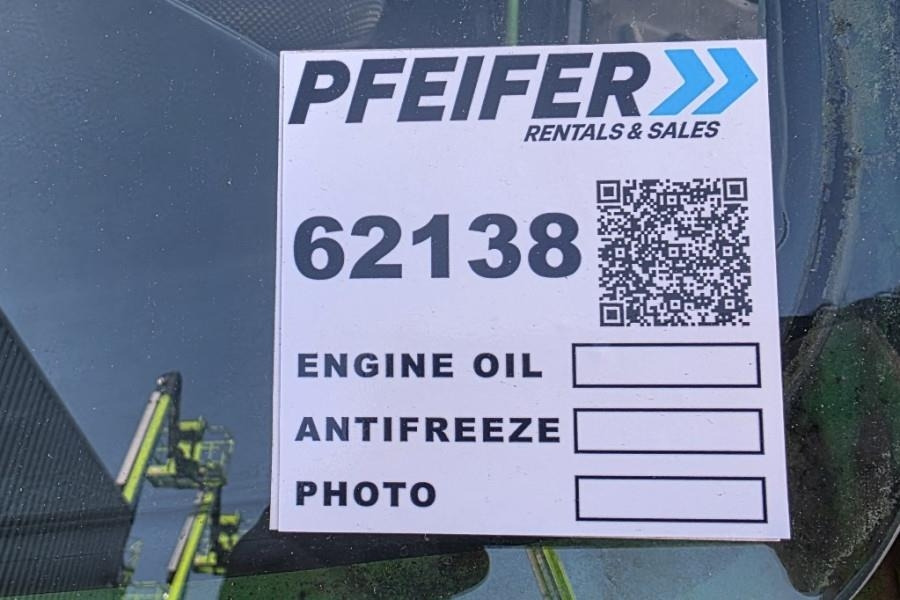 PFEIFER
RENTALS & SALES
62138
ENGINE OIL
ANTIFREEZE
PHOTO